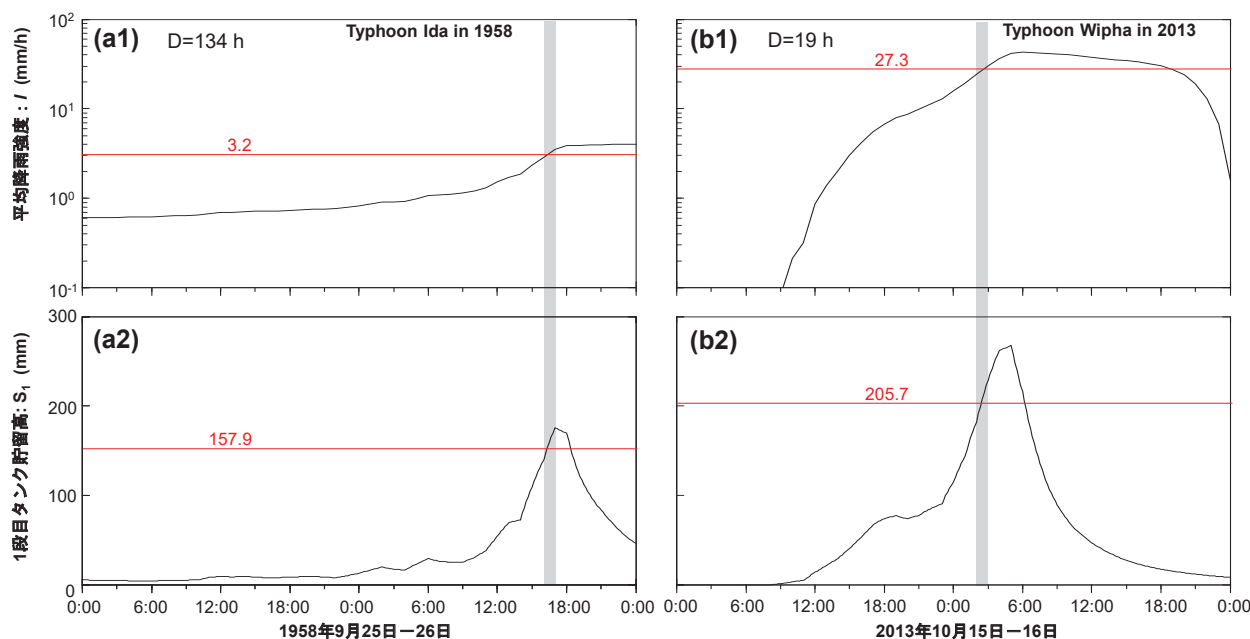 (a1)
D=134 h
Typhoon Ida in 1958
3.2
10²
10¹
10⁰
10⁻¹
平均降雨強度 : I (mm/h)
(b1)
D=19 h
Typhoon Wipha in 2013
27.3
(a2)
157.9
300
200
100
0
1段目タンク貯留高: S₁ (mm)
0:00 6:00 12:00 18:00 0:00 6:00 12:00 18:00 0:00
1958年9月25日－26日
(b2)
205.7
0:00 6:00 12:00 18:00 0:00 6:00 12:00 18:00 0:00
2013年10月15日－16日